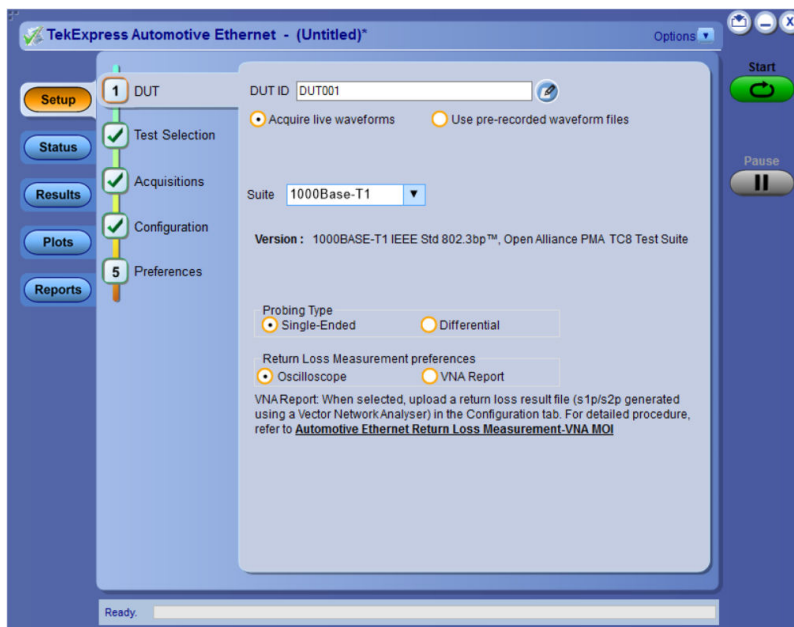 TekExpress Automotive Ethernet - (Untitled)*
Options
Start
Pause
Setup
Status
Results
Plots
Reports
1 DUT
Test Selection
Acquisitions
Configuration
5 Preferences
DUT ID DUT001
Acquire live waveforms
Use pre-recorded waveform files
Suite 1000Base-T1
Version : 1000BASE-T1 IEEE Std 802.3bp™, Open Alliance PMA TC8 Test Suite
Probing Type
Single-Ended
Differential
Return Loss Measurement preferences
Oscilloscope
VNA Report
VNA Report: When selected, upload a return loss result file (s1p/s2p generated
using a Vector Network Analyser) in the Configuration tab. For detailed procedure,
refer to Automotive Ethernet Return Loss Measurement-VNA MOI
Ready.